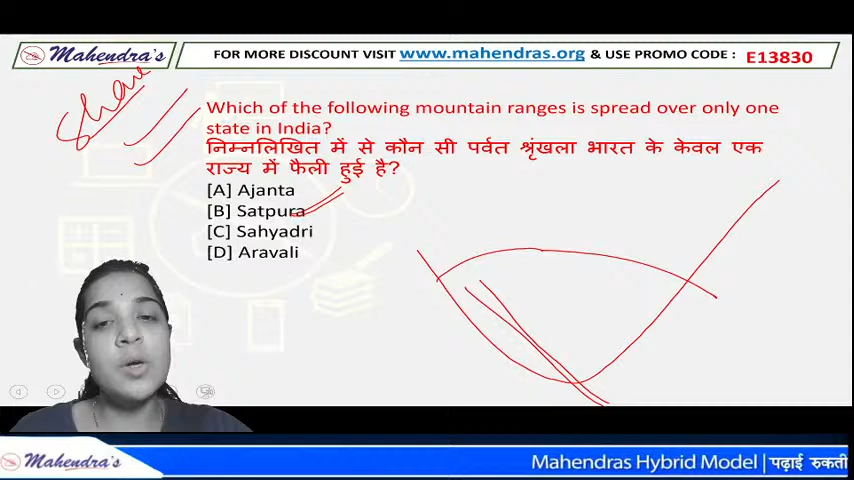 Mahendra's
FOR MORE DISCOUNT VISIT www.mahendras.org & USE PROMO CODE : E13830
Share
Which of the following mountain ranges is spread over only one
state in India?
निम्नलिखित में से कौन सी पर्वत श्रृंखला भारत के केवल एक
राज्य में फैली हुई है?
[A] Ajanta
[B] Satpura
[C] Sahyadri
[D] Aravali
Mahendra's
Mahendras Hybrid Model | पढ़ाई रुकती